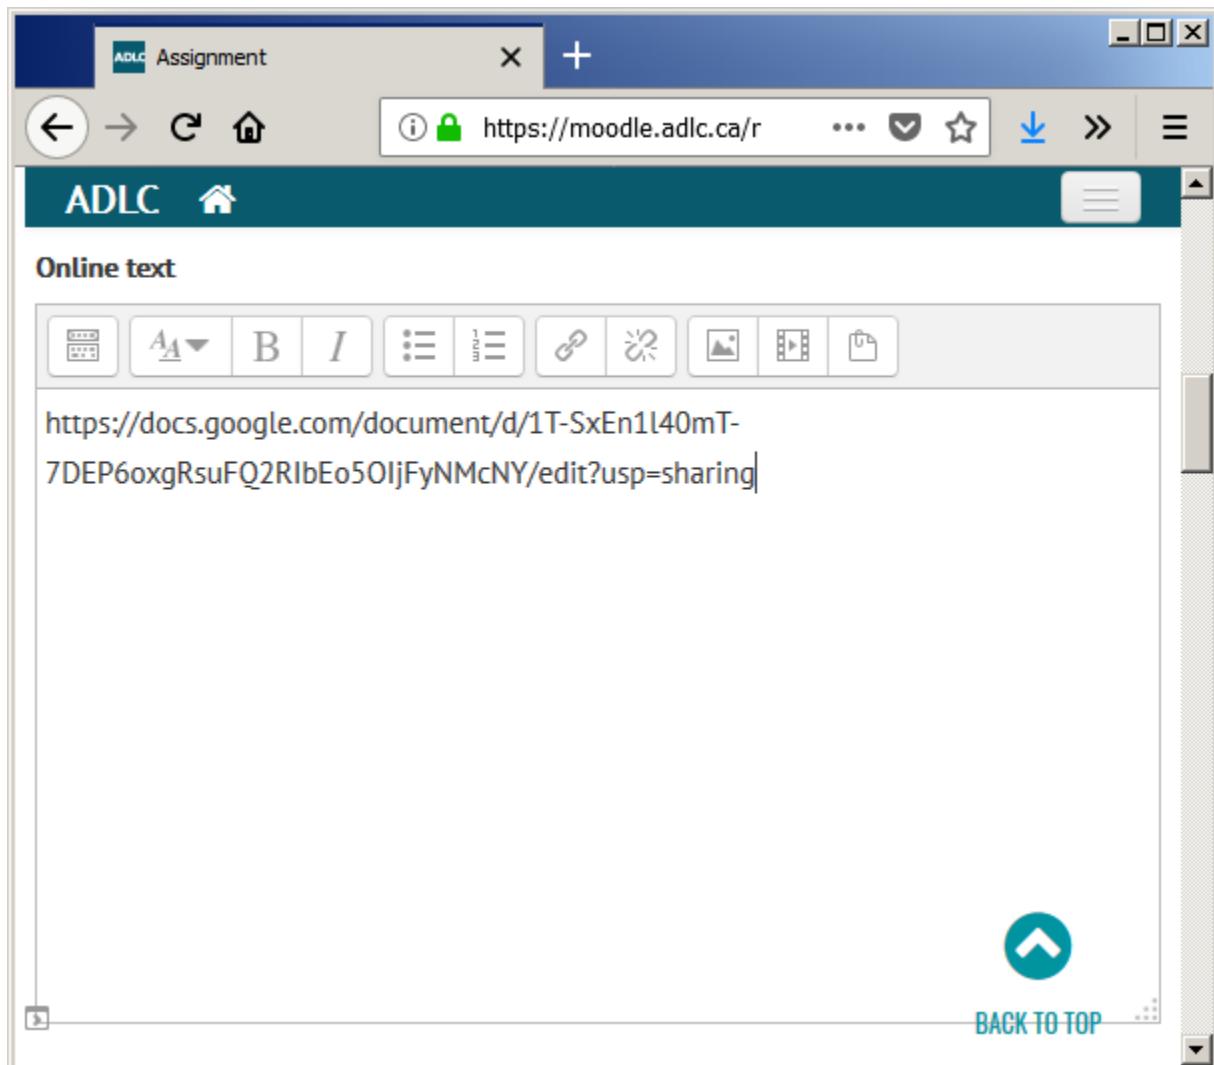 ADLC Assignment
https://moodle.adlc.ca/r
ADLC
Online text
https://docs.google.com/document/d/1T-SxEn1l40mT-
7DEP6oxgRsuFQ2RIbEo5OIjFyNMcNY/edit?usp=sharing
BACK TO TOP